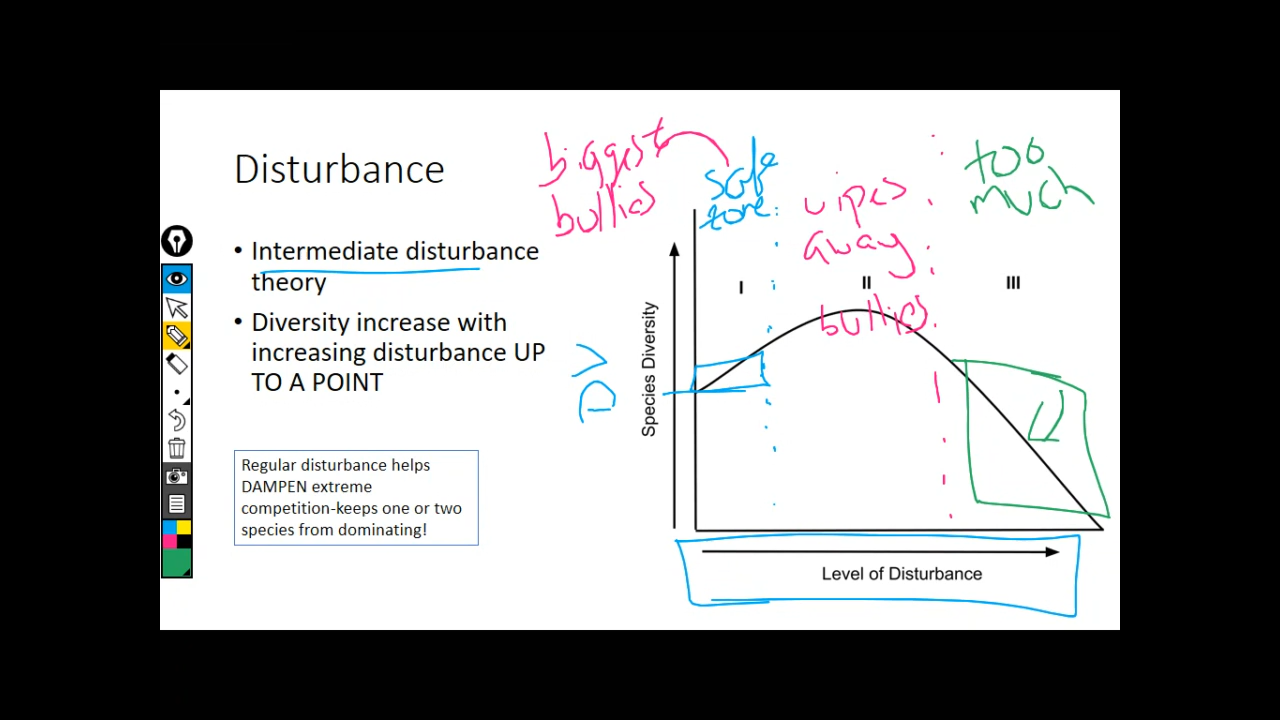 Disturbance
• Intermediate disturbance
theory
• Diversity increase with
increasing disturbance UP
TO A POINT
Regular disturbance helps
DAMPEN extreme
competition-keeps one or two
species from dominating!
biggest
bullies
safe
zone
wipes
away
bullies
too
much
I
II
III
Species Diversity
Level of Disturbance